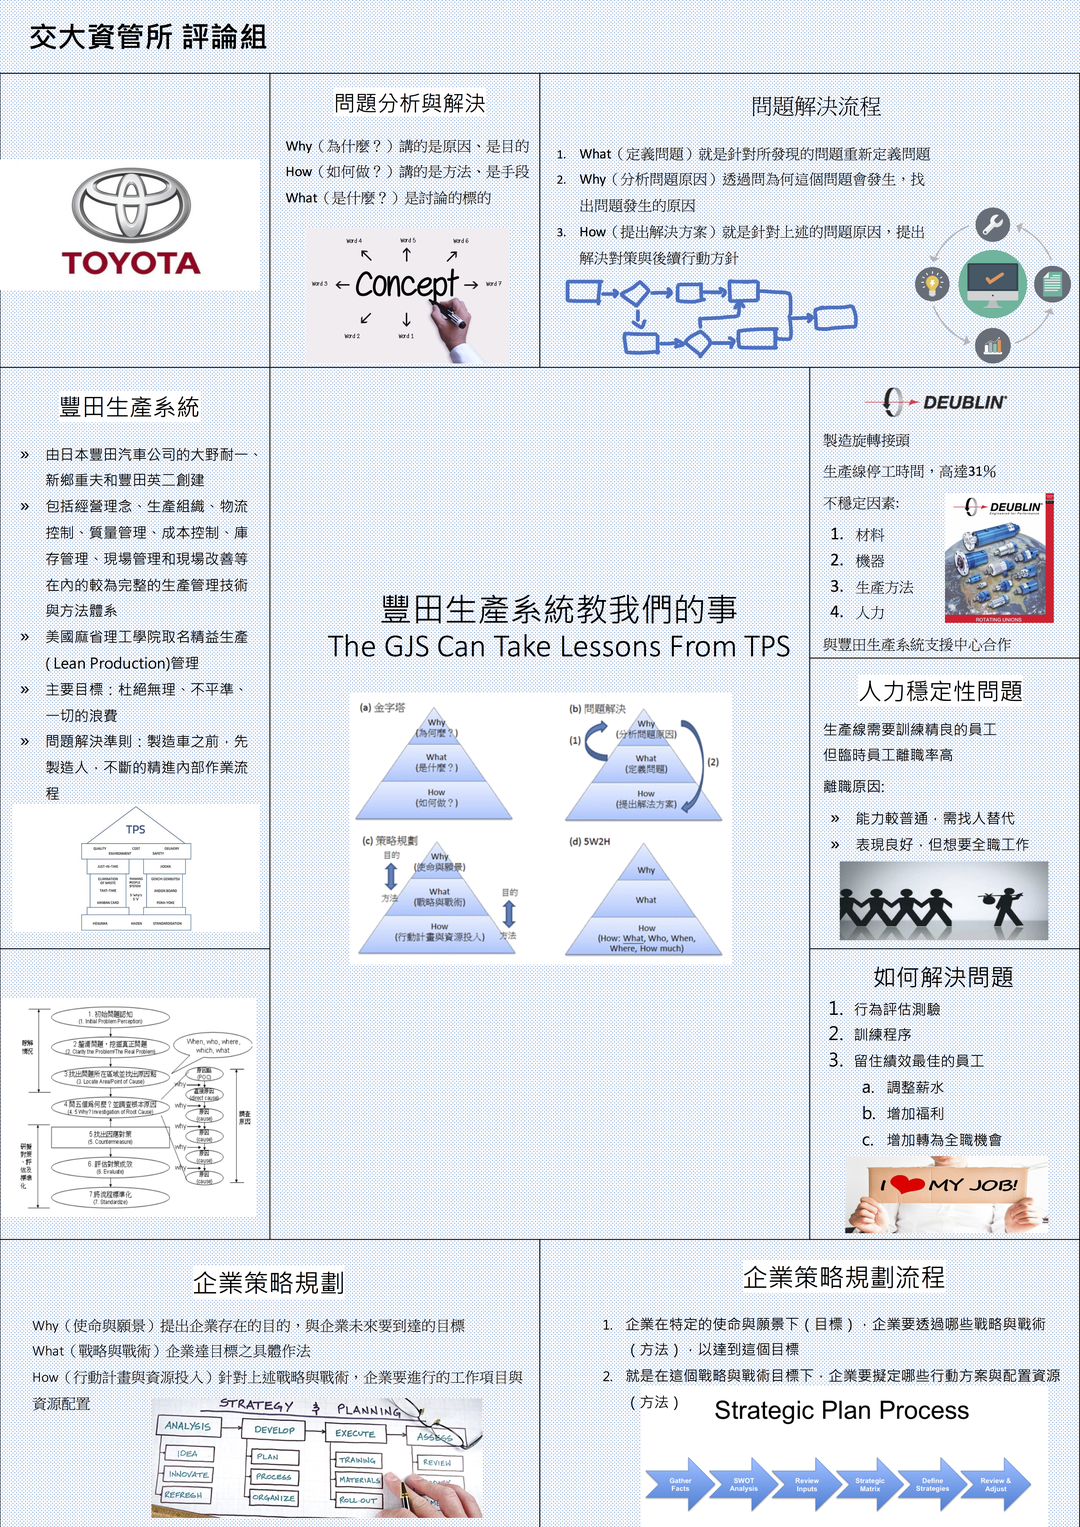 交大資管所 評論組
TOYOTA
問題分析與解決
Why（為什麼？）講的是原因、是目的
How（如何做？）講的是方法、是手段
What（是什麼？）是討論的標的
Word 4
Word 5
Word 6
Word 3
Concept
Word 7
Word 2
Word 1
問題解決流程
1. What（定義問題）就是針對所發現的問題重新定義問題
2. Why（分析問題原因）透過問為何這個問題會發生，找
出問題發生的原因
3. How（提出解決方案）就是針對上述的問題原因，提出
解決對策與後續行動方針
豐田生產系統
» 由日本豐田汽車公司的大野耐一、
新鄉重夫和豐田英二創建
» 包括經營理念、生產組織、物流
控制、質量管理、成本控制、庫
存管理、現場管理和現場改善等
在內的較為完整的生產管理技術
與方法體系
» 美國麻省理工學院取名精益生產
( Lean Production)管理
» 主要目標：杜絕無理、不平準、
一切的浪費
» 問題解決準則：製造車之前，先
製造人，不斷的精進內部作業流
程
TPS
QUALITY
COST
DELIVERY
ENVIRONMENT
SAFETY
JUST-IN-TIME
JIDOKA
ELIMINATION
OF WASTE
TAKT-TIME
KANBAN CARD
THINKING
PEOPLE
SYSTEM
GENCHI GENBUTSU
ANDON BOARD
POKA-YOKE
HEIJUNKA
KAIZEN
STANDARDISATION
豐田生產系統教我們的事
The GJS Can Take Lessons From TPS
(a) 金字塔
Why
(為何麼？)
What
(是什麼？)
How
(如何做？)
(b) 問題解決
Why
(分析問題原因)
(1)
What
(定義問題)
(2)
How
(提出解決方案)
(c) 策略規劃
目的
方法
Why
(使命與願景)
What
(戰略與戰術)
目的
方法
How
(行動計畫與資源投入)
(d) 5W2H
Why
What
How
(How: What, Who, When,
Where, How much)
DEUBLIN
製造旋轉接頭
生產線停工時間，高達31%
不穩定因素:
1. 材料
2. 機器
3. 生產方法
4. 人力
DEUBLIN
ROTATING UNIONS
與豐田生產系統支援中心合作
人力穩定性問題
生產線需要訓練精良的員工
但臨時員工離職率高
離職原因:
» 能力較普通，需找人替代
» 表現良好，但想要全職工作
如何解決問題
1. 行為評估測驗
2. 訓練程序
3. 留住績效最佳的員工
a. 調整薪水
b. 增加福利
c. 增加轉為全職機會
I MY JOB!
1. 初始問題認知
(1. Initial Problem Perception)
2.釐清問題，挖掘真正問題
(2. Clarify the Problem/The Real Problem)
3.找出問題所在區域並找出原因點
(3. Locate Area/Point of Cause)
4.問五個為何麼？並調查根本原因
(4. 5 Why? Investigation of Root Cause)
5.找出因應對策
(5. Countermeasure)
6. 評估對策成效
(6. Evaluate)
7.將流程標準化
(7. Standardize)
When, who, where,
which, what
原因點
(POC)
why
直接原因
(direct cause)
why
原因
(cause)
why
原因
(cause)
why
原因
(cause)
why
原因
(cause)
調查
原因
企業策略規劃
Why（使命與願景）提出企業存在的目的，與企業未來要到達的目標
What（戰略與戰術）企業達目標之具體作法
How（行動計畫與資源投入）針對上述戰略與戰術，企業要進行的工作項目與
資源配置
STRATEGY & PLANNING
ANALYSIS
DEVELOP
EXECUTE
ASSESS
IDEA
PLAN
TRAINING
REVIEW
INNOVATE
PROCESS
MATERIALS
REFRESH
ORGANIZE
ROLL OUT
企業策略規劃流程
1. 企業在特定的使命與願景下（目標），企業要透過哪些戰略與戰術
（方法），以達到這個目標
2. 就是在這個戰略與戰術目標下，企業要擬定哪些行動方案與配置資源
（方法）
Strategic Plan Process
Gather
Facts
SWOT
Analysis
Review
Inputs
Strategic
Matrix
Define
Strategies
Review &
Adjust